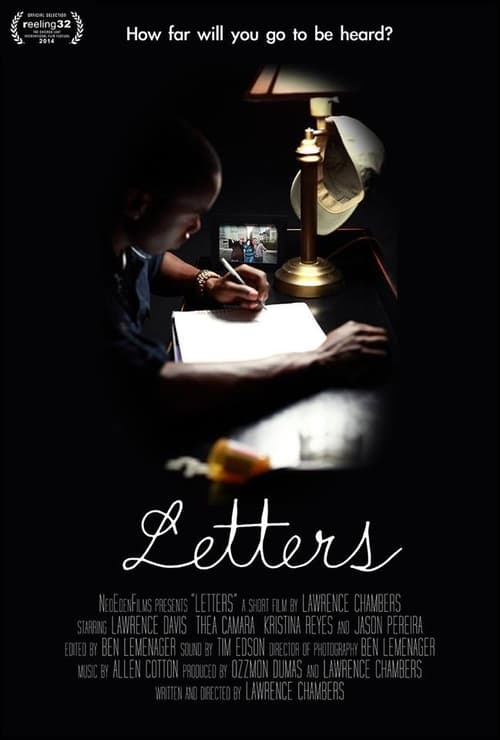 OFFICIAL SELECTION
reeling32
THE CHICAGO LGBT
INTERNATIONAL FILM FESTIVAL
2014
How far will you go to be heard?
Letters
NEOEDENFILMS PRESENTS "LETTERS" A SHORT FILM BY LAWRENCE CHAMBERS
STARRING LAWRENCE DAVIS THEA CAMARA KRISTINA REYES AND JASON PEREIRA
EDITED BY BEN LEMENAGER SOUND BY TIM EDSON DIRECTOR OF PHOTOGRAPHY BEN LEMENAGER
MUSIC BY ALLEN COTTON PRODUCED BY OZZMON DUMAS AND LAWRENCE CHAMBERS
WRITTEN AND DIRECTED BY LAWRENCE CHAMBERS